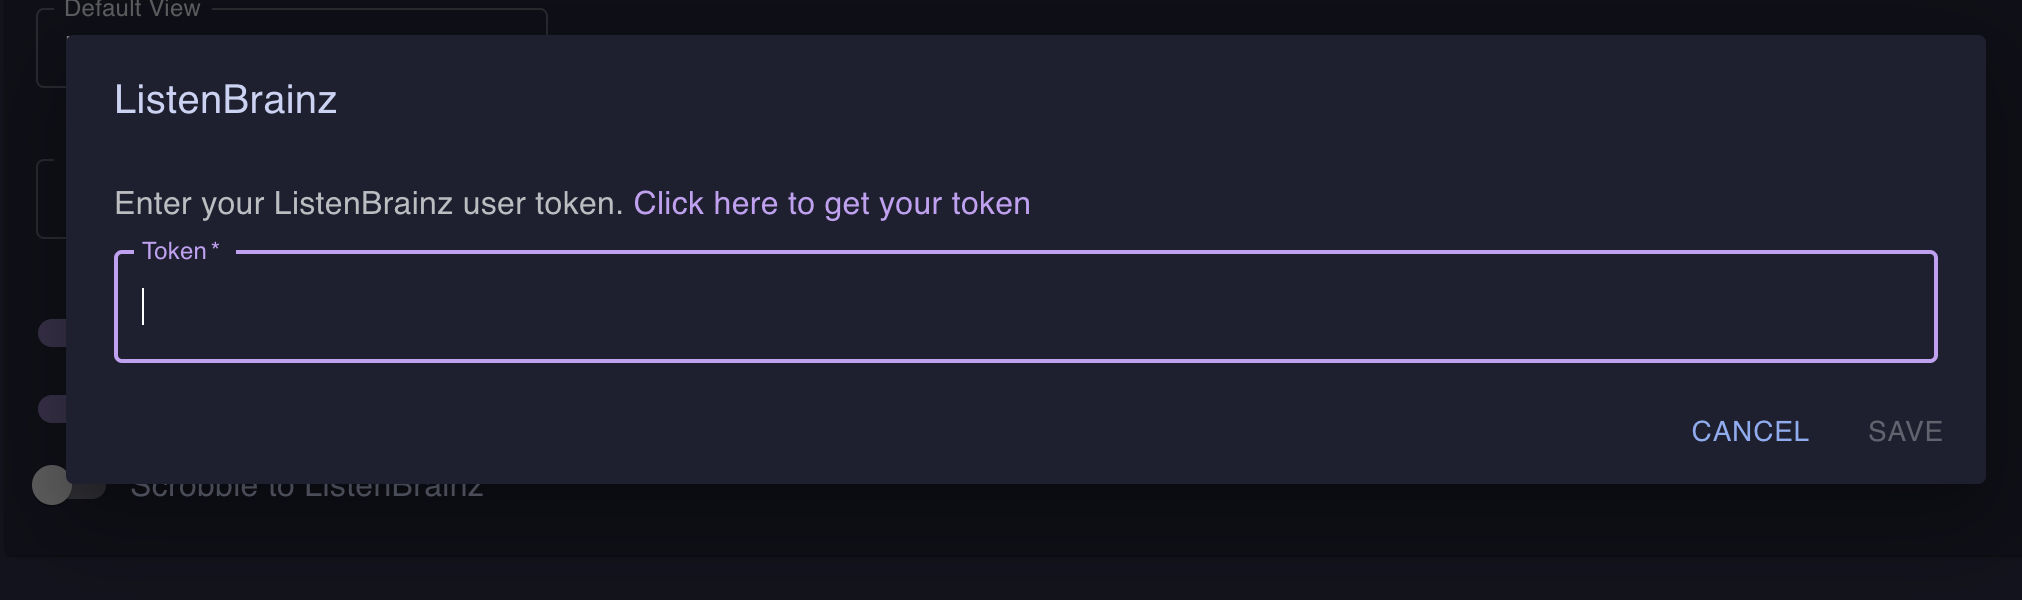 Default View
ListenBrainz
Enter your ListenBrainz user token. Click here to get your token
Token *
CANCEL SAVE
Scrobble to ListenBrainz